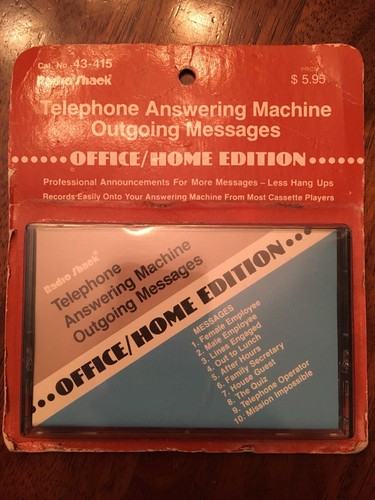 Cat. No. 43-415
Radio Shack
PRICE
$ 5.95
Telephone Answering Machine
Outgoing Messages
OFFICE/HOME EDITION
Professional Announcements For More Messages – Less Hang Ups
Records Easily Onto Your Answering Machine From Most Cassette Players
Radio Shack
Telephone
Answering Machine
Outgoing Messages
...OFFICE/HOME EDITION...
MESSAGES
1. Female Employee
2. Male Employee
3. Lines Engaged
4. Out to Lunch
5. After Hours
6. Family Secretary
7. House Guest
8. The Quiz
9. Telephone Operator
10. Mission Impossible